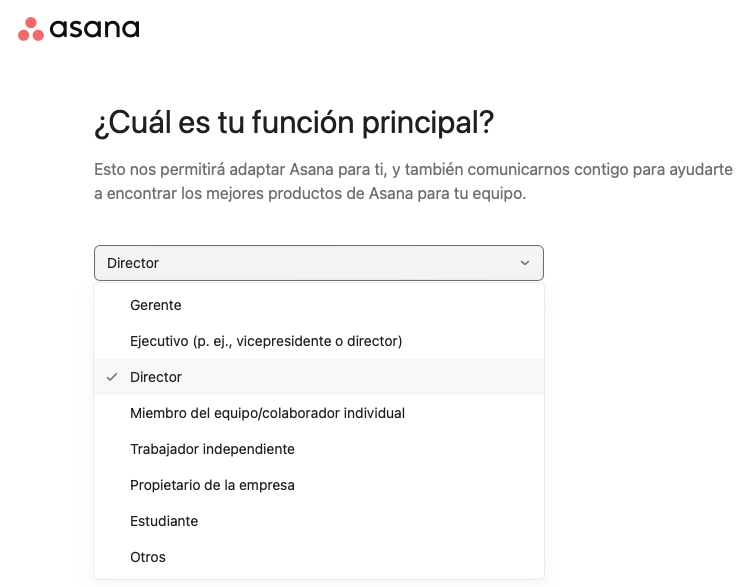 asana
¿Cuál es tu función principal?
Esto nos permitirá adaptar Asana para ti, y también comunicarnos contigo para ayudarte
a encontrar los mejores productos de Asana para tu equipo.
Director
Gerente
Ejecutivo (p. ej., vicepresidente o director)
Director
Miembro del equipo/colaborador individual
Trabajador independiente
Propietario de la empresa
Estudiante
Otros